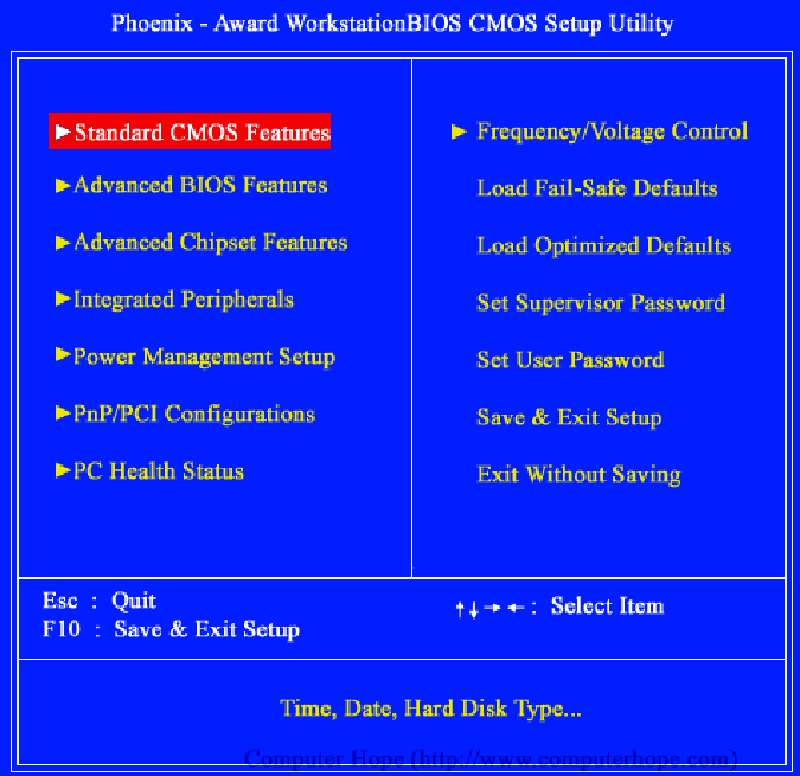 Phoenix - Award WorkstationBIOS CMOS Setup Utility
►Standard CMOS Features
►Advanced BIOS Features
►Advanced Chipset Features
►Integrated Peripherals
►Power Management Setup
►PnP/PCI Configurations
►PC Health Status
► Frequency/Voltage Control
Load Fail-Safe Defaults
Load Optimized Defaults
Set Supervisor Password
Set User Password
Save & Exit Setup
Exit Without Saving
Esc : Quit
F10 : Save & Exit Setup
↑↓→←: Select Item
Time, Date, Hard Disk Type...
Computer Hope (http://www.computerhope.com)